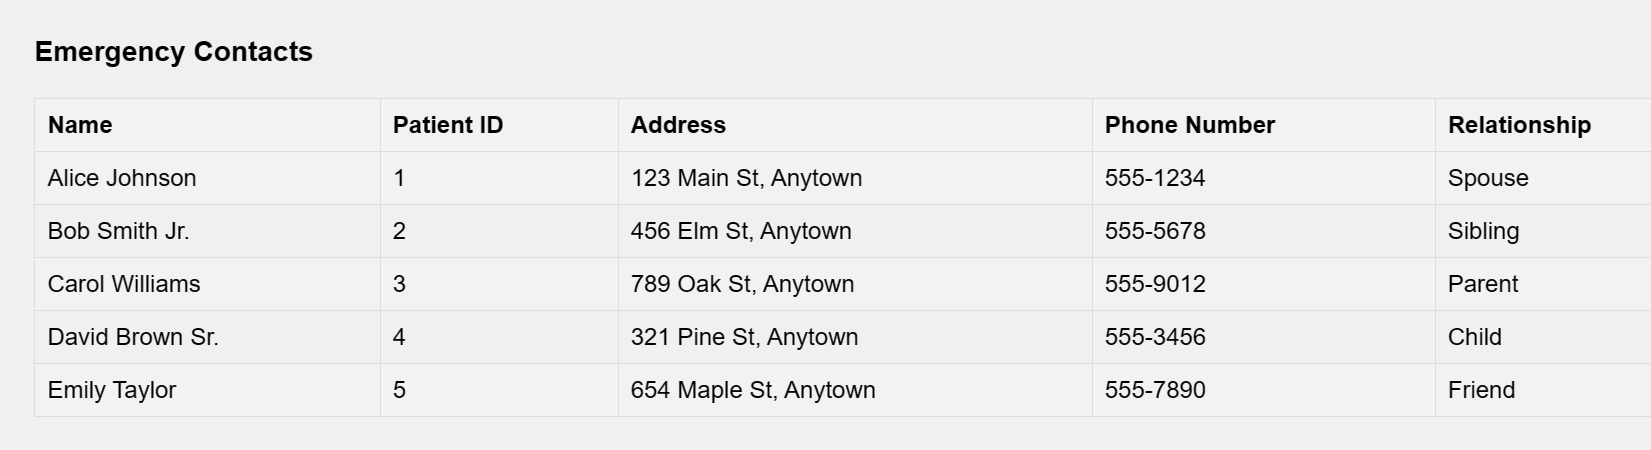 Emergency Contacts
Name Patient ID Address Phone Number Relationship
Alice Johnson 1 123 Main St, Anytown 555-1234 Spouse
Bob Smith Jr. 2 456 Elm St, Anytown 555-5678 Sibling
Carol Williams 3 789 Oak St, Anytown 555-9012 Parent
David Brown Sr. 4 321 Pine St, Anytown 555-3456 Child
Emily Taylor 5 654 Maple St, Anytown 555-7890 Friend